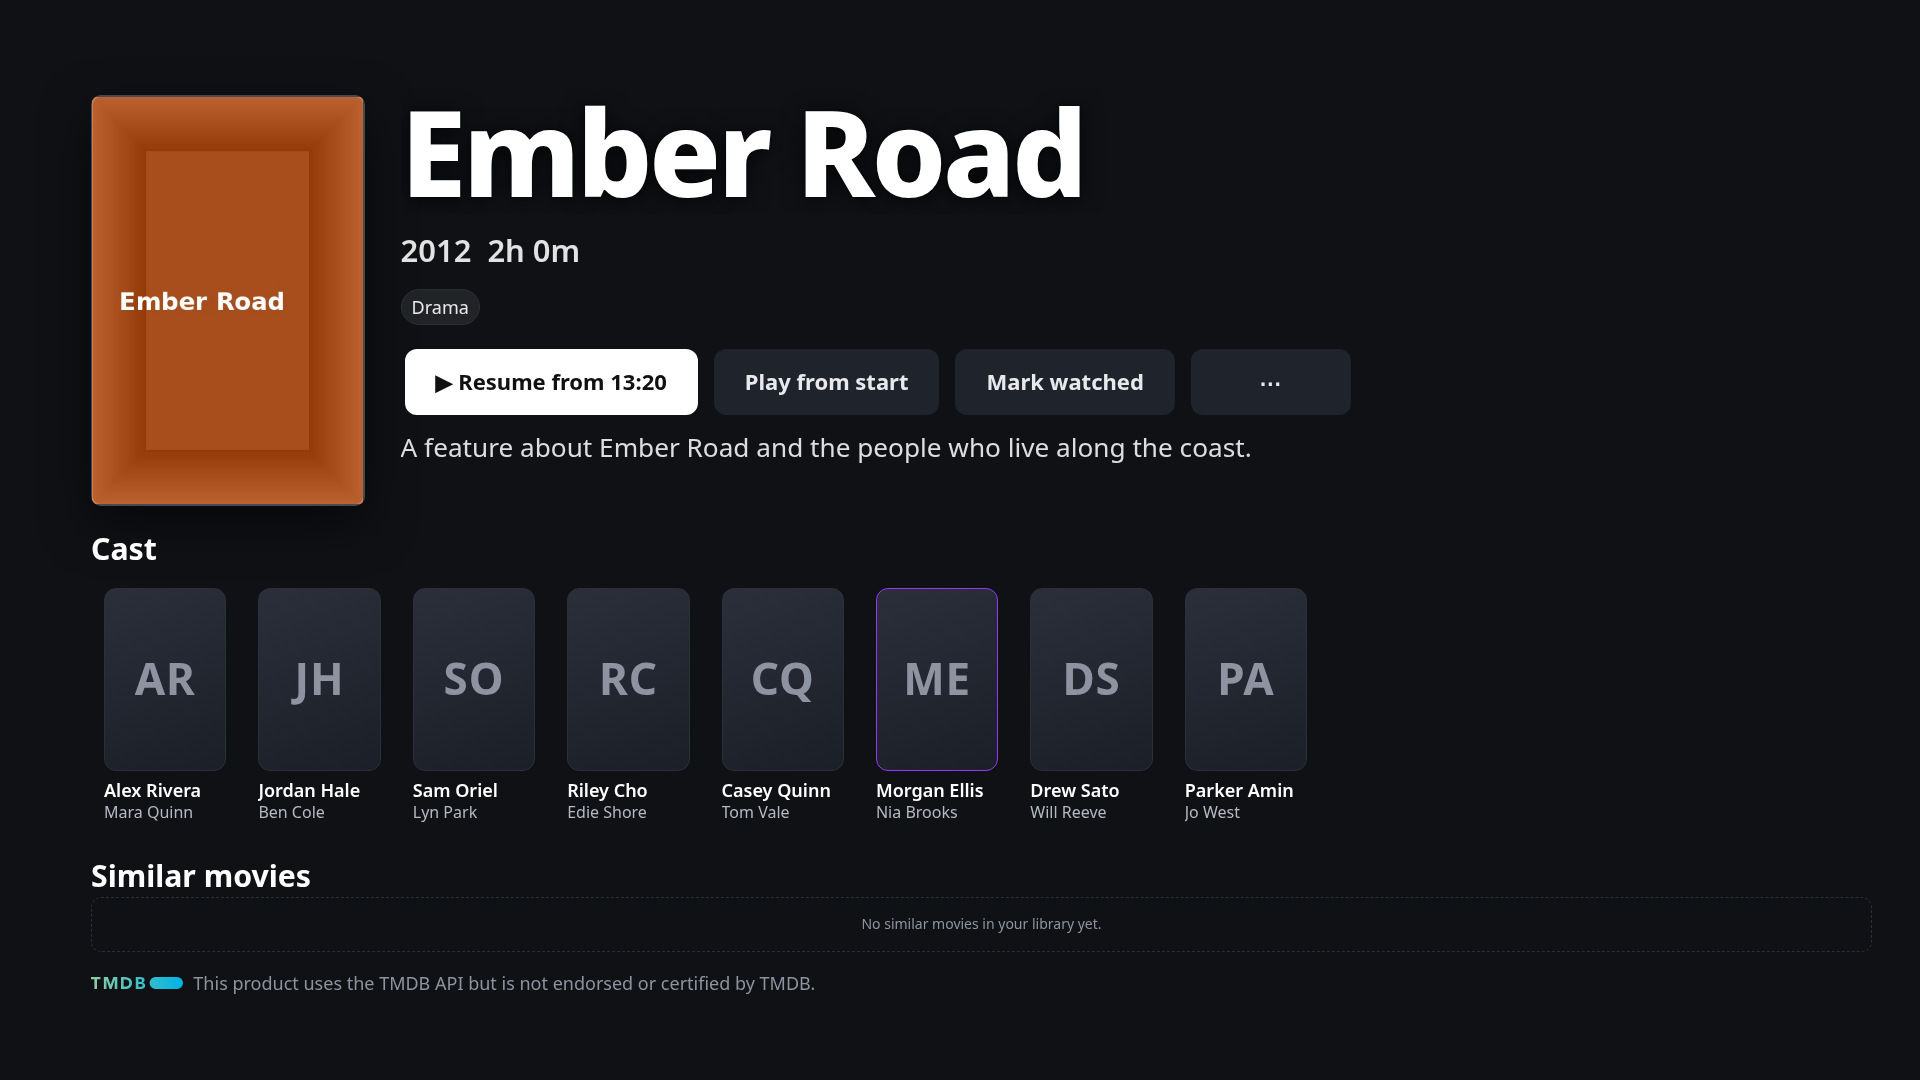 Ember Road
Ember Road
2012 2h 0m
Drama
▶ Resume from 13:20
Play from start
Mark watched
...
A feature about Ember Road and the people who live along the coast.
Cast
AR
JH
SO
RC
CQ
ME
DS
PA
Alex Rivera
Mara Quinn
Jordan Hale
Ben Cole
Sam Oriel
Lyn Park
Riley Cho
Edie Shore
Casey Quinn
Tom Vale
Morgan Ellis
Nia Brooks
Drew Sato
Will Reeve
Parker Amin
Jo West
Similar movies
No similar movies in your library yet.
TMDB This product uses the TMDB API but is not endorsed or certified by TMDB.